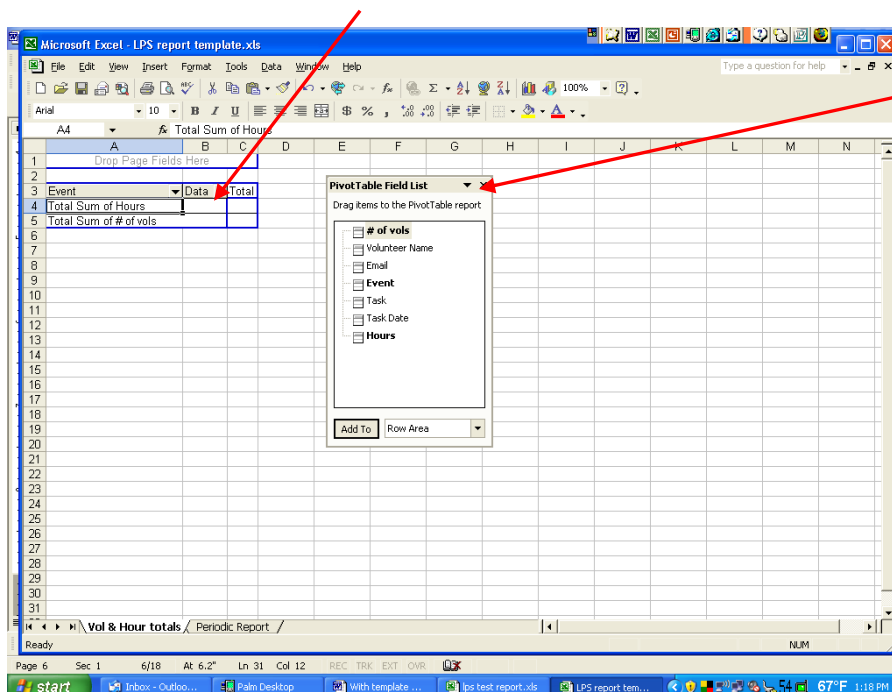 Microsoft Excel - LPS report template.xls
File Edit View Insert Format Tools Data Window Help Type a question for help
100%
Arial 10 B I U $ % ,
A4 fx Total Sum of Hours
A B C D E F G H I J K L M N
1 Drop Page Fields Here
2
3 Event Data Total
4 Total Sum of Hours
5 Total Sum of # of vols
6
7
8
9
10
11
12
13
14
15
16
17
18
19
20
21
22
23
24
25
26
27
28
29
30
31
PivotTable Field List
Drag items to the PivotTable report
# of vols
Volunteer Name
Email
Event
Task
Task Date
Hours
Add To Row Area
Vol & Hour totals Periodic Report
Ready NUM
Page 6 Sec 1 6/18 At 6.2" Ln 31 Col 12 REC TRK EXT OVR
start Inbox - Outloo... Palm Desktop With template ... lps test report.xls LPS report tem... 54 67°F 1:18 PM